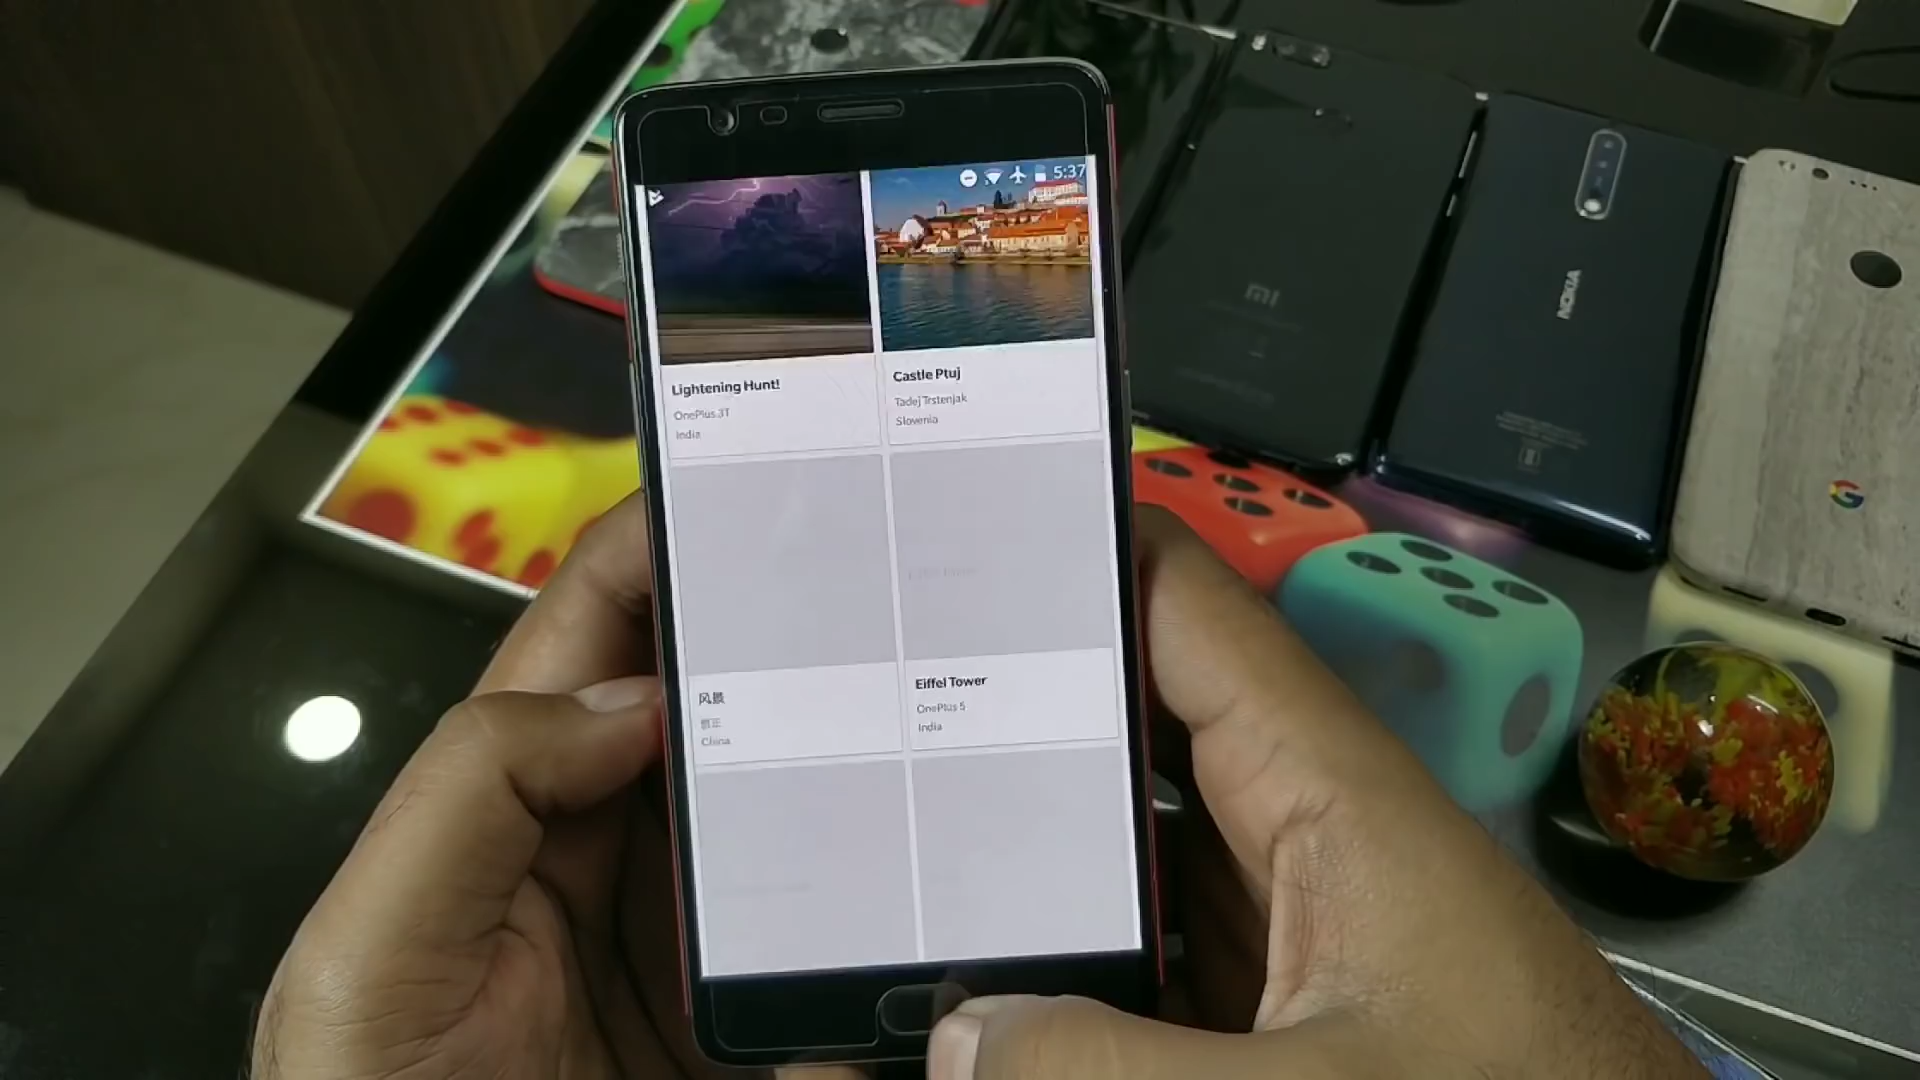 5:37
Lightening Hunt!
OnePlus 3T
India
Castle Ptuj
Tadej Trstenjak
Slovenia
风景
China
Eiffel Tower
OnePlus 5
India
mi
NOKIA
G